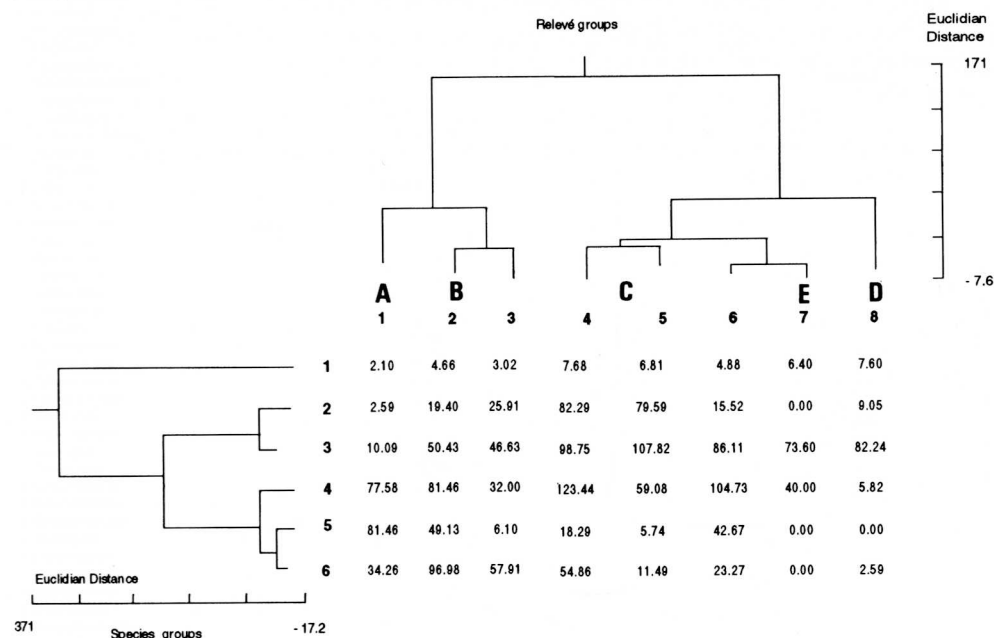 Relevé groups
Euclidian
Distance
171
- 7.6
A B C E D
1 2 3 4 5 6 7 8
1 2.10 4.66 3.02 7.68 6.81 4.88 6.40 7.60
2 2.59 19.40 25.91 82.29 79.59 15.52 0.00 9.05
3 10.09 50.43 46.63 98.75 107.82 86.11 73.60 82.24
4 77.58 81.46 32.00 123.44 59.08 104.73 40.00 5.82
5 81.46 49.13 6.10 18.29 5.74 42.67 0.00 0.00
6 34.26 96.98 57.91 54.86 11.49 23.27 0.00 2.59
Euclidian Distance
371 - 17.2
Species groups